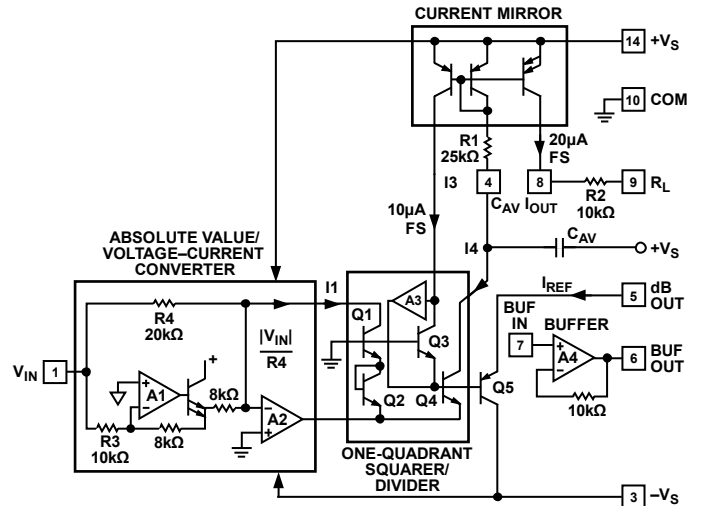 CURRENT MIRROR
14 +VS
10 COM
R1
25kΩ
20µA
FS
I3
4
8
9 RL
CAV IOUT
R2
10kΩ
10µA
FS
I4
CAV
+VS
ABSOLUTE VALUE/
VOLTAGE–CURRENT
CONVERTER
I1
IREF
5 dB
OUT
R4
20kΩ
|VIN|
R4
A3
Q1
Q3
BUF
IN
7
BUFFER
A4
6 BUF
OUT
VIN 1
+
+
–
A1
8kΩ
–
+
A2
Q2
Q4
Q5
+
–
10kΩ
R3
10kΩ
8kΩ
ONE-QUADRANT
SQUARER/
DIVIDER
3 –VS